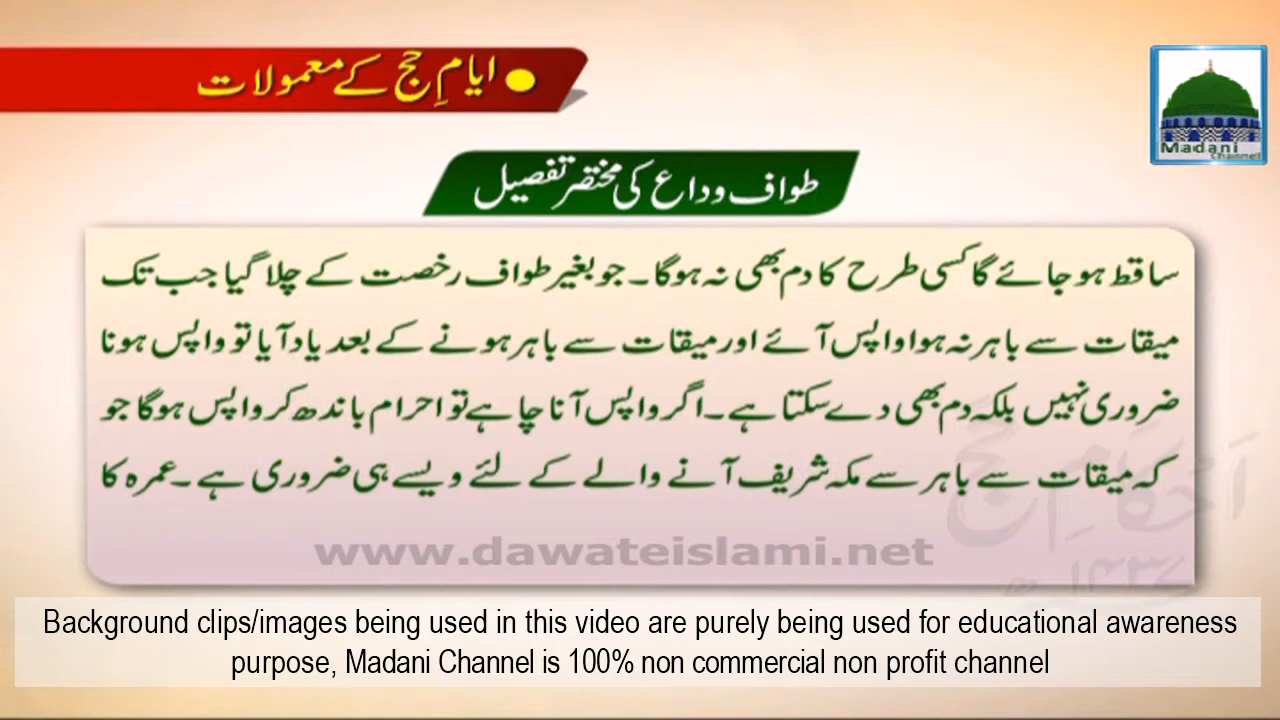 ایامِ حج کے معمولات
Madani
Channel
طواف وداع کی مختصر تفصیل
ساقط ہو جائے گا کسی طرح کا دم بھی نہ ہوگا۔ جو بغیر طواف رخصت کے چلا گیا جب تک
میقات سے باہر نہ ہوا واپس آئے اور میقات سے باہر ہونے کے بعد یاد آیا تو واپس ہونا
ضروری نہیں بلکہ دم بھی دے سکتا ہے۔ اگر واپس آنا چاہے تو احرام باندھ کر واپس ہوگا جو
کہ میقات سے باہر سے مکہ شریف آنے والے کے لئے ویسے ہی ضروری ہے۔ عمرہ کا
اَحکامِ حج
www.dawateislami.net
Background clips/images being used in this video are purely being used for educational awareness
purpose, Madani Channel is 100% non commercial non profit channel